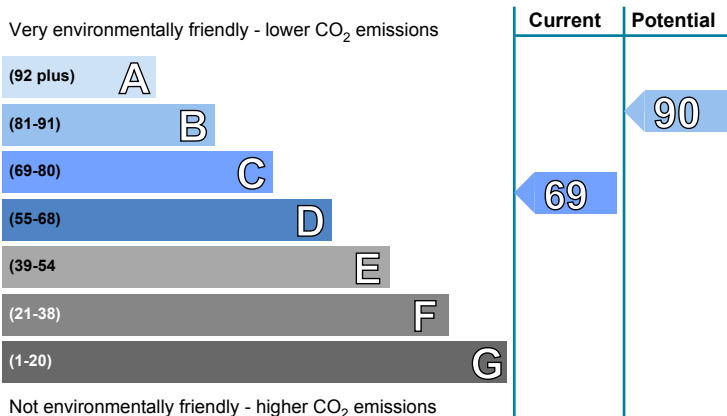 Current Potential
Very environmentally friendly - lower CO2 emissions
(92 plus) A
(81-91) B
90
(69-80) C
69
(55-68) D
(39-54 E
(21-38) F
(1-20) G
Not environmentally friendly - higher CO2 emissions